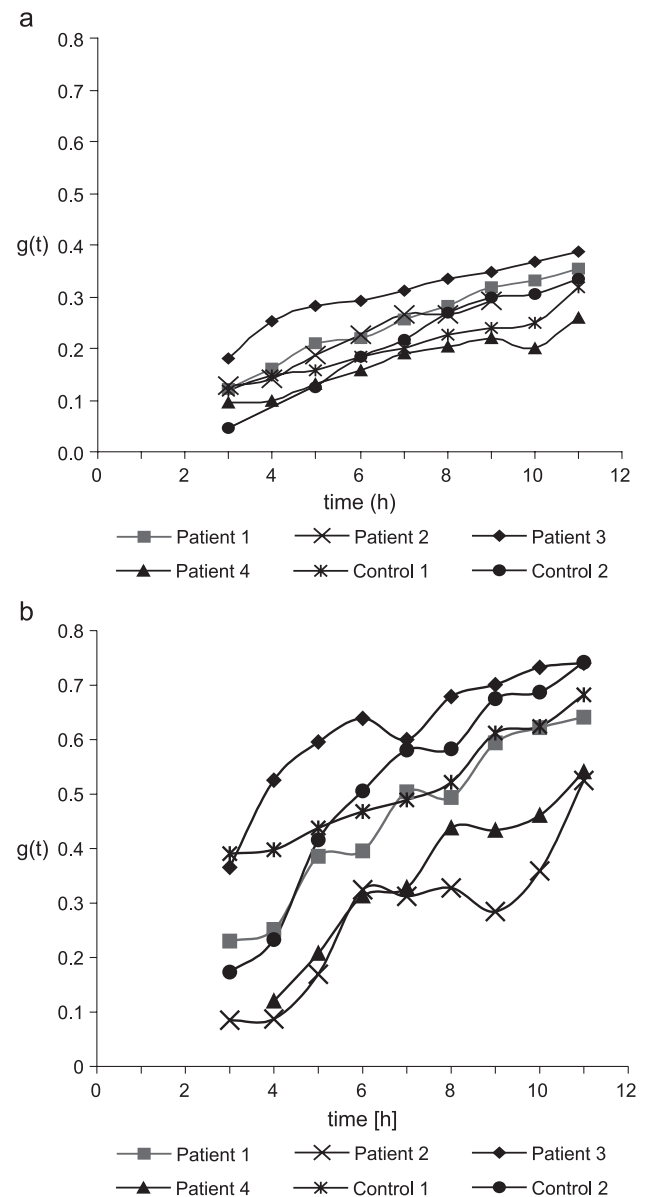 a
0.8
0.7
0.6
0.5
g(t) 0.4
0.3
0.2
0.1
0.0
0 2 4 6 8 10 12
time (h)
Patient 1 Patient 2 Patient 3
Patient 4 Control 1 Control 2
b
0.8
0.7
0.6
0.5
g(t) 0.4
0.3
0.2
0.1
0
0 2 4 6 8 10 12
time [h]
Patient 1 Patient 2 Patient 3
Patient 4 Control 1 Control 2